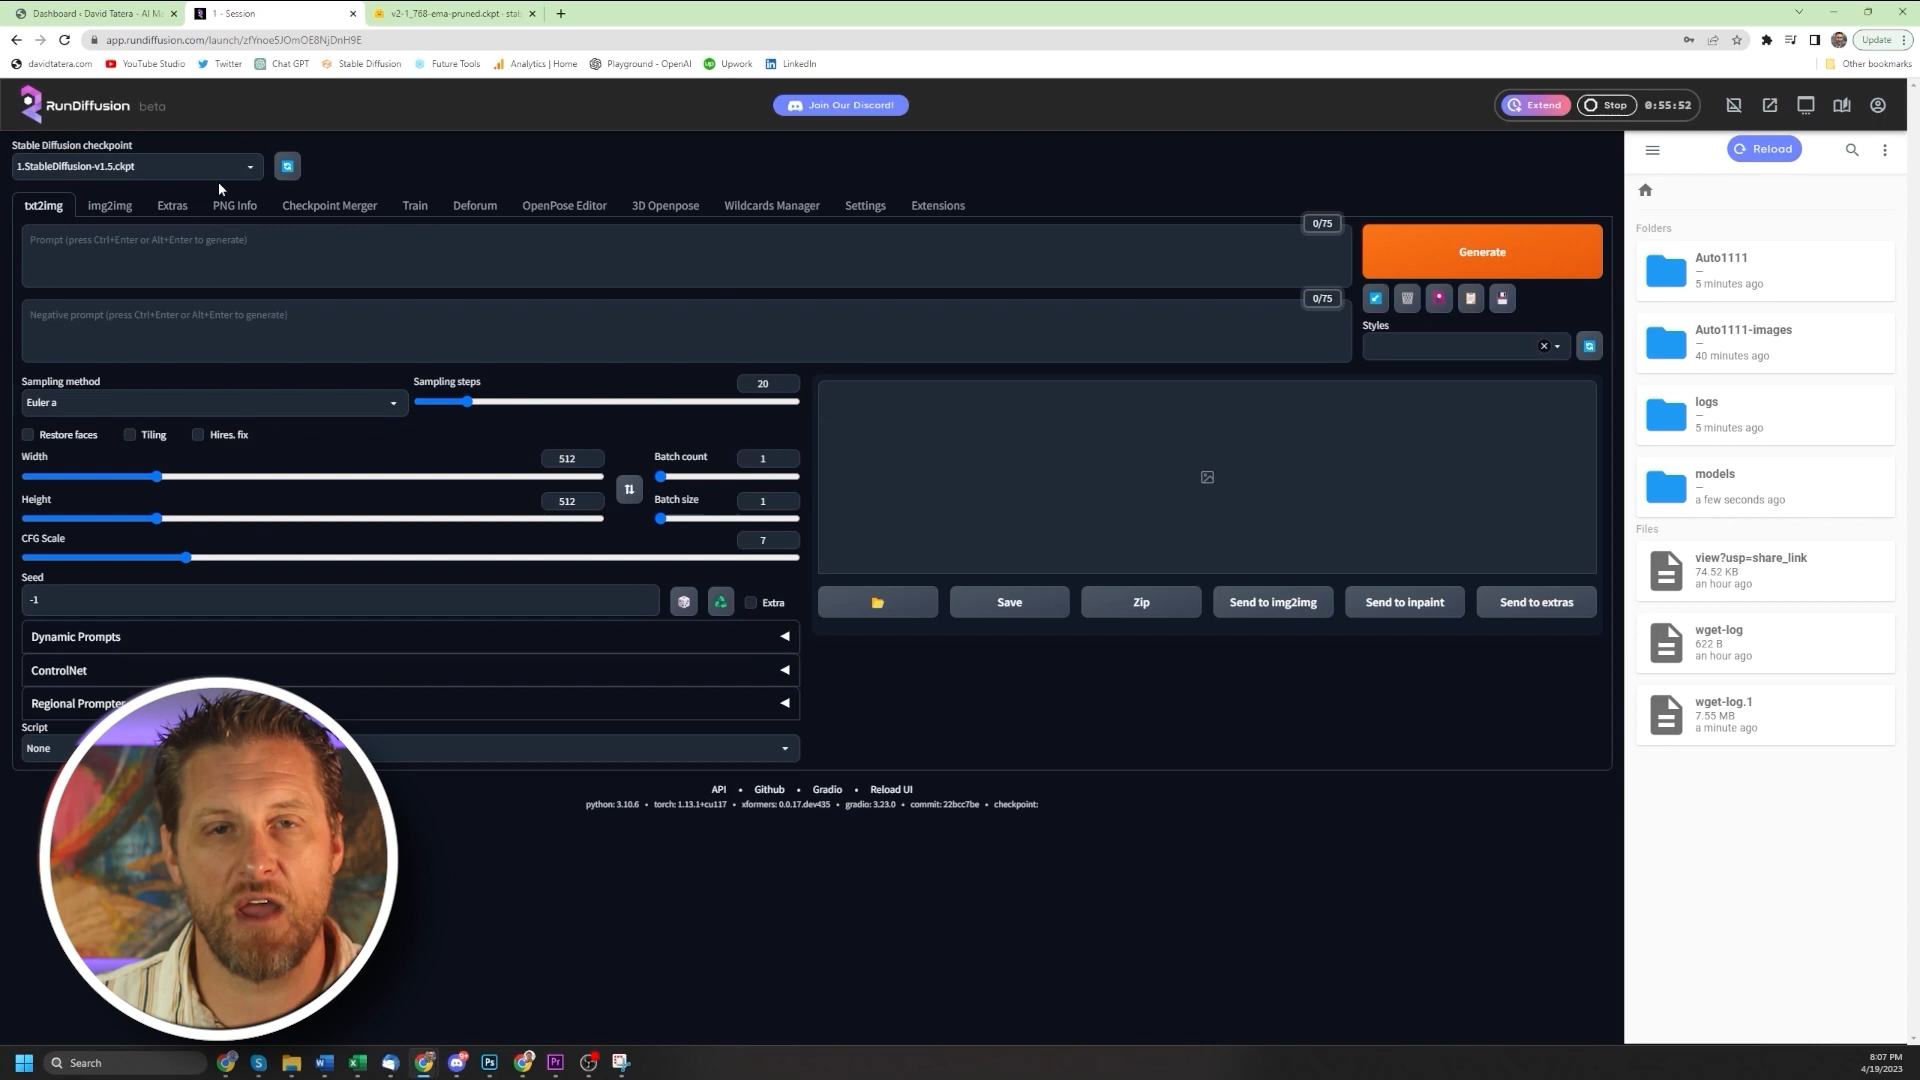 Dashboard ‹ David Tatera - AI Ma
1 - Session
v2-1_768-ema-pruned.ckpt · stab
app.rundiffusion.com/launch/zfYnoe5JOmOE8NjDnH9E
Update
davidtatera.com
YouTube Studio
Twitter
Chat GPT
Stable Diffusion
Future Tools
Analytics | Home
Playground - OpenAI
Upwork
LinkedIn
Other bookmarks
RunDiffusion beta
Join Our Discord!
Extend
Stop
0:55:52
Stable Diffusion checkpoint
1.StableDiffusion-v1.5.ckpt
Reload
txt2img
img2img
Extras
PNG Info
Checkpoint Merger
Train
Deforum
OpenPose Editor
3D Openpose
Wildcards Manager
Settings
Extensions
0/75
Prompt (press Ctrl+Enter or Alt+Enter to generate)
Generate
0/75
Negative prompt (press Ctrl+Enter or Alt+Enter to generate)
Styles
Sampling method
Euler a
Sampling steps
20
Restore faces
Tiling
Hires. fix
Width
512
Batch count
1
Height
512
Batch size
1
CFG Scale
7
Seed
-1
Extra
Save
Zip
Send to img2img
Send to inpaint
Send to extras
Dynamic Prompts
ControlNet
Regional Prompter
Script
None
API • Github • Gradio • Reload UI
python: 3.10.6 • torch: 1.13.1+cu117 • xformers: 0.0.17.dev435 • gradio: 3.23.0 • commit: 22bcc7be • checkpoint:
Folders
Auto1111
—
5 minutes ago
Auto1111-images
—
40 minutes ago
logs
—
5 minutes ago
models
—
a few seconds ago
Files
view?usp=share_link
74.52 KB
an hour ago
wget-log
622 B
an hour ago
wget-log.1
7.55 MB
a minute ago
Search
Ps
Pr
8:07 PM
4/19/2023